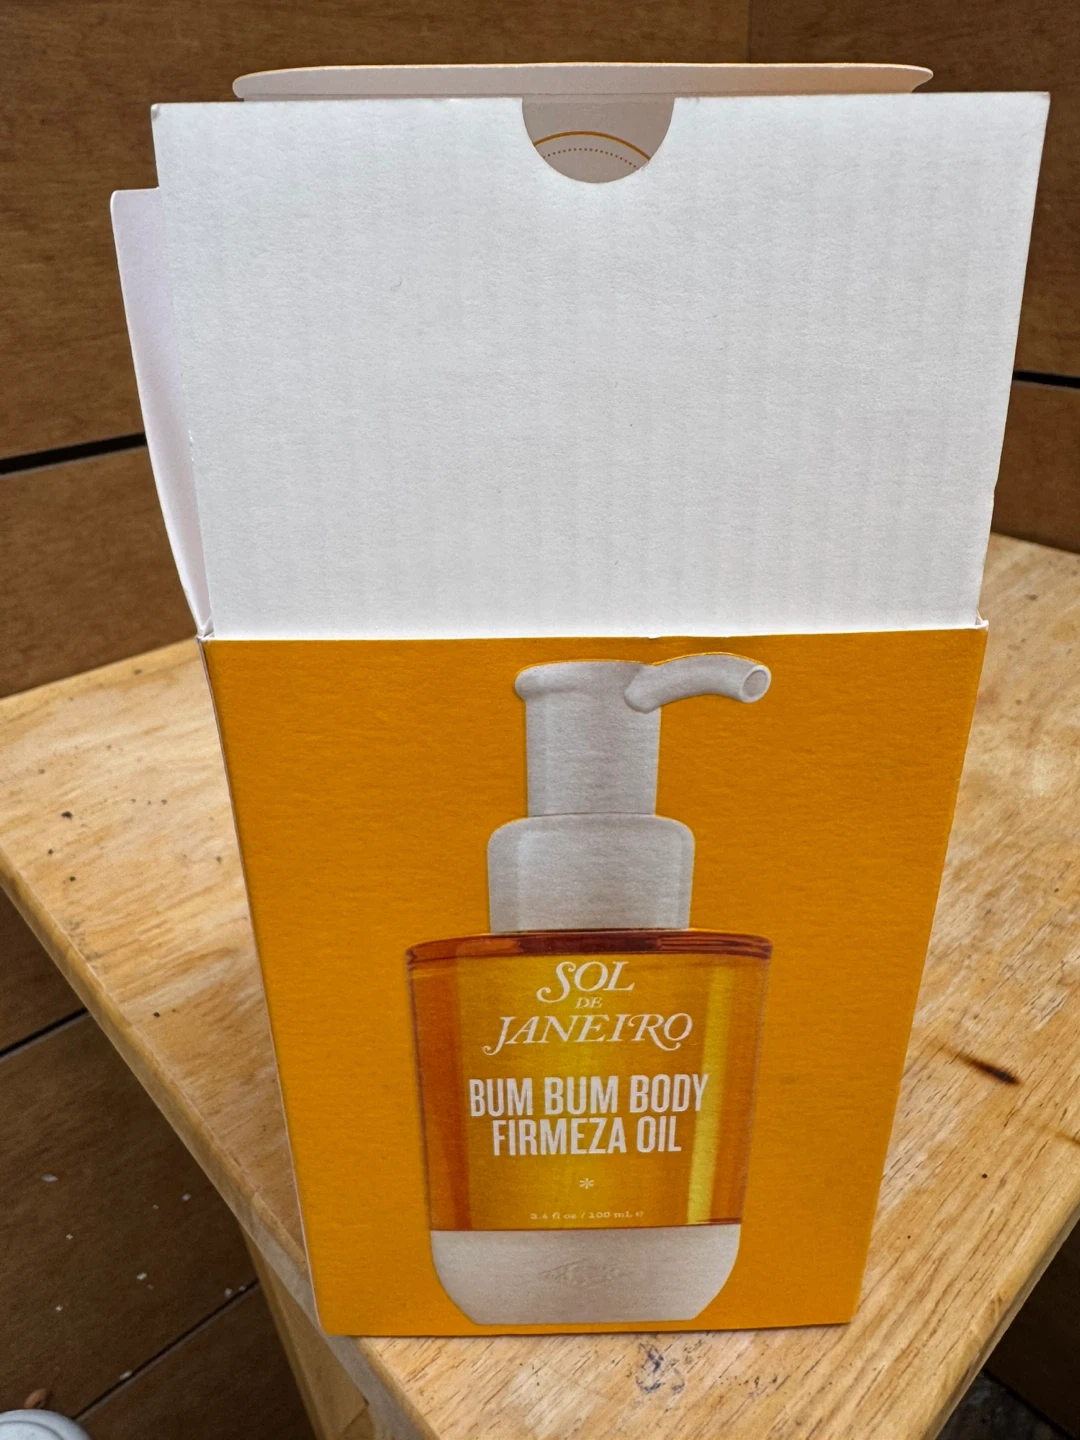 SOL
DE
JANEIRO
BUM BUM BODY
FIRMEZA OIL
3.4 fl oz / 100 mL e